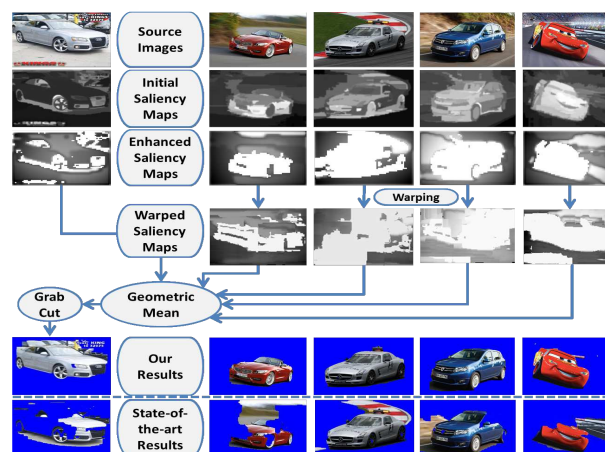 Source
Images
Initial
Saliency
Maps
Enhanced
Saliency
Maps
Warping
Warped
Saliency
Maps
Grab
Cut
Geometric
Mean
Our
Results
State-of-
the-art
Results